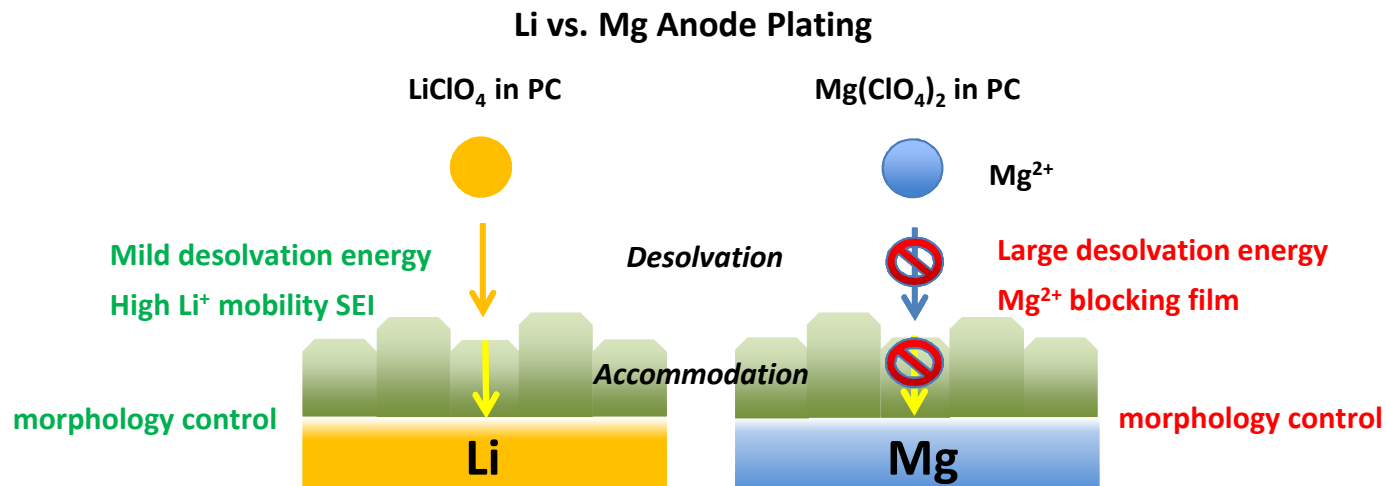 Li vs. Mg Anode Plating
LiClO₄ in PC
Mg(ClO₄)₂ in PC
Mg²⁺
Mild desolvation energy
High Li⁺ mobility SEI
Desolvation
Large desolvation energy
Mg²⁺ blocking film
Accommodation
morphology control
Li
Mg
morphology control